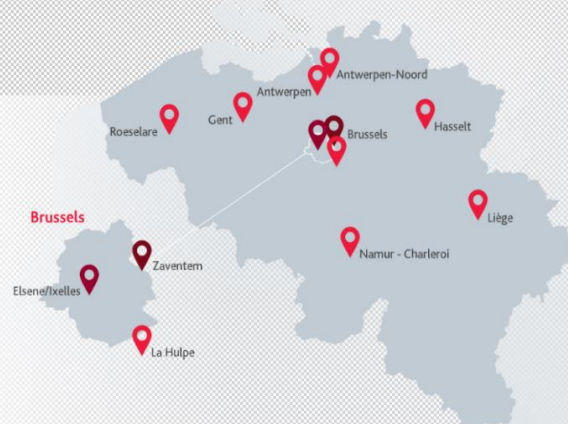 Antwerpen-Noord
Antwerpen
Gent
Roeselare
Brussels
Hasselt
Liège
Brussels
Namur - Charleroi
Zaventem
Elsene/Ixelles
La Hulpe